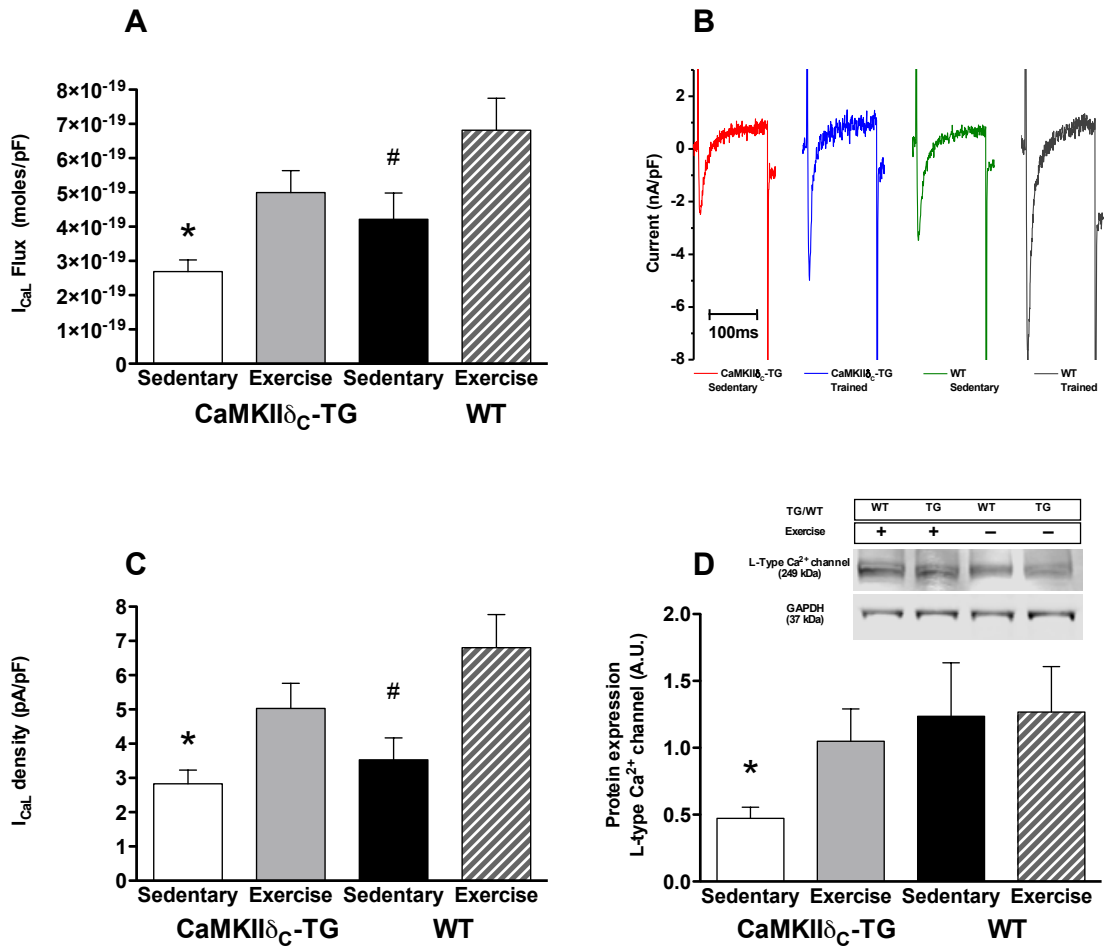 A
I_CaL Flux (moles/pF)
8×10⁻¹⁹
7×10⁻¹⁹
6×10⁻¹⁹
5×10⁻¹⁹
4×10⁻¹⁹
3×10⁻¹⁹
2×10⁻¹⁹
1×10⁻¹⁹
0
*
#
Sedentary Exercise Sedentary Exercise
CaMKIIδ_C-TG WT
B
Current (nA/pF)
2
0
-2
-4
-6
-8
100ms
CaMKIIδ_C-TG Sedentary
CaMKIIδ_C-TG Trained
WT Sedentary
WT Trained
C
I_CaL density (pA/pF)
8
7
6
5
4
3
2
1
0
*
#
Sedentary Exercise Sedentary Exercise
CaMKIIδ_C-TG WT
D
TG/WT WT TG WT TG
Exercise + + − −
L-Type Ca²⁺ channel
(249 kDa)
GAPDH
(37 kDa)
Protein expression
L-type Ca²⁺ channel (A.U.)
2.0
1.5
1.0
0.5
0.0
*
Sedentary Exercise Sedentary Exercise
CaMKIIδ_C-TG WT